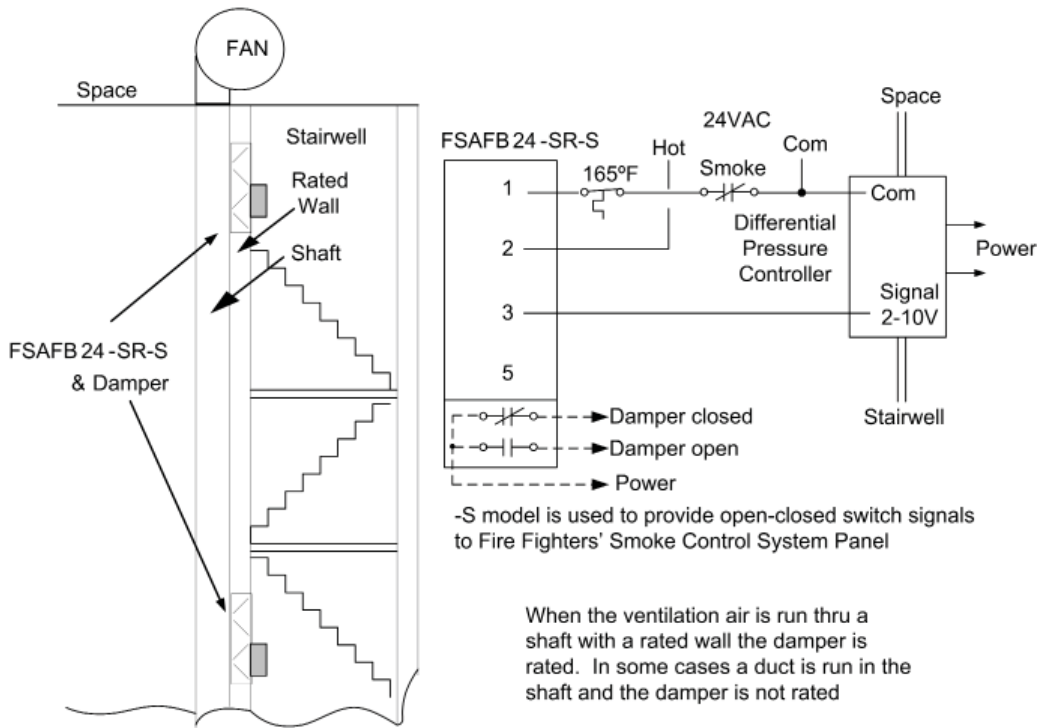 FAN
Space
Stairwell
Rated
Wall
Shaft
FSAFB 24 -SR-S
& Damper
FSAFB 24 -SR-S
24VAC
Hot
Com
165ºF
Smoke
1
2
3
5
Space
Com
Differential
Pressure
Controller
Power
Signal
2-10V
Stairwell
Damper closed
Damper open
Power
-S model is used to provide open-closed switch signals
to Fire Fighters' Smoke Control System Panel
When the ventilation air is run thru a
shaft with a rated wall the damper is
rated. In some cases a duct is run in the
shaft and the damper is not rated